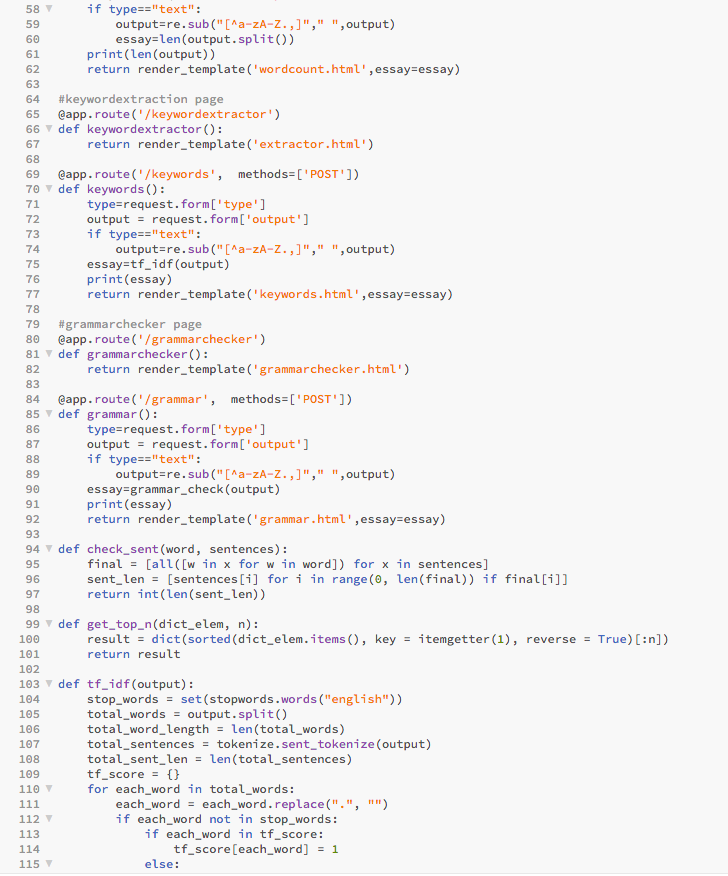 58 if type=="text":
59 output=re.sub("[^a-zA-Z.,]"," ",output)
60 essay=len(output.split())
61 print(len(output))
62 return render_template('wordcount.html',essay=essay)
63
64 #keywordextraction page
65 @app.route('/keywordextractor')
66 def keywordextractor():
67 return render_template('extractor.html')
68
69 @app.route('/keywords',  methods=['POST'])
70 def keywords():
71 type=request.form['type']
72 output = request.form['output']
73 if type=="text":
74 output=re.sub("[^a-zA-Z.,]"," ",output)
75 essay=tf_idf(output)
76 print(essay)
77 return render_template('keywords.html',essay=essay)
78
79 #grammarchecker page
80 @app.route('/grammarchecker')
81 def grammarchecker():
82 return render_template('grammarchecker.html')
83
84 @app.route('/grammar',  methods=['POST'])
85 def grammar():
86 type=request.form['type']
87 output = request.form['output']
88 if type=="text":
89 output=re.sub("[^a-zA-Z.,]"," ",output)
90 essay=grammar_check(output)
91 print(essay)
92 return render_template('grammar.html',essay=essay)
93
94 def check_sent(word, sentences):
95 final = [all([w in x for w in word]) for x in sentences]
96 sent_len = [sentences[i] for i in range(0, len(final)) if final[i]]
97 return int(len(sent_len))
98
99 def get_top_n(dict_elem, n):
100 result = dict(sorted(dict_elem.items(), key = itemgetter(1), reverse = True)[:n])
101 return result
102
103 def tf_idf(output):
104 stop_words = set(stopwords.words("english"))
105 total_words = output.split()
106 total_word_length = len(total_words)
107 total_sentences = tokenize.sent_tokenize(output)
108 total_sent_len = len(total_sentences)
109 tf_score = {}
110 for each_word in total_words:
111 each_word = each_word.replace(".", "")
112 if each_word not in stop_words:
113 if each_word in tf_score:
114 tf_score[each_word] = 1
115 else: